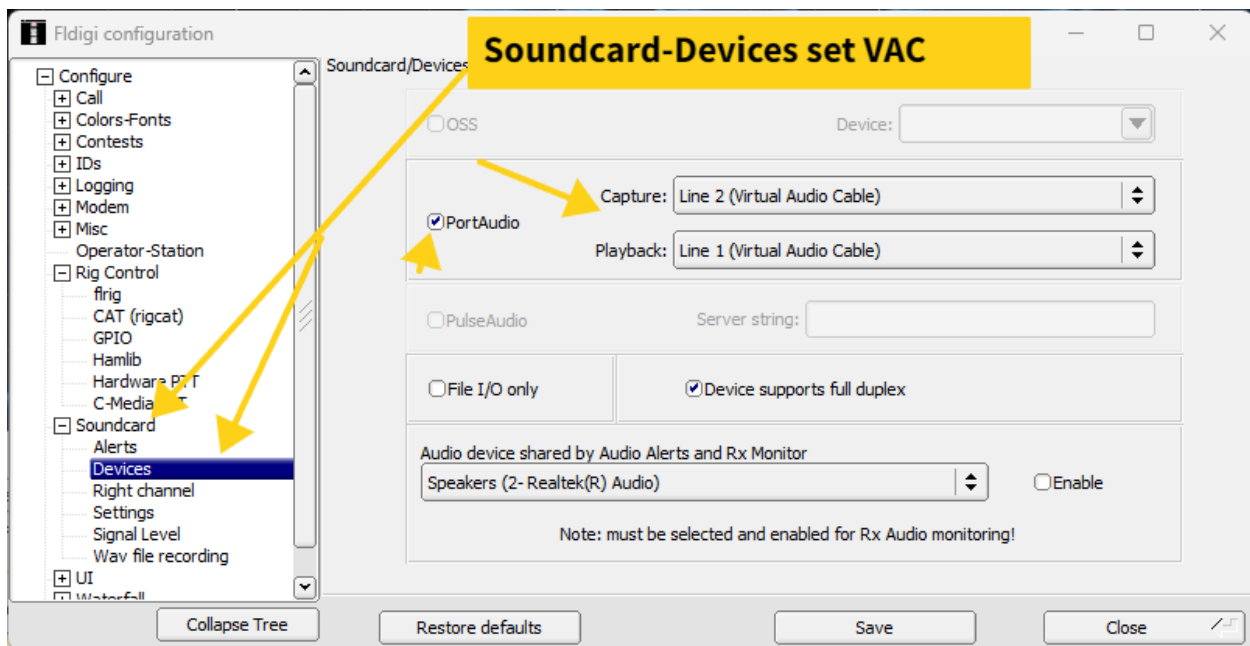 Fldigi configuration
Soundcard-Devices set VAC
Configure
Call
Colors-Fonts
Contests
IDs
Logging
Modem
Misc
Operator-Station
Rig Control
flrig
CAT (rigcat)
GPIO
Hamlib
Hardware PTT
C-Media
Soundcard
Alerts
Devices
Right channel
Settings
Signal Level
Wav file recording
UI
Waterfall
Collapse Tree
Soundcard/Devices
OSS
Device:
PortAudio
Capture: Line 2 (Virtual Audio Cable)
Playback: Line 1 (Virtual Audio Cable)
PulseAudio
Server string:
File I/O only
Device supports full duplex
Audio device shared by Audio Alerts and Rx Monitor
Speakers (2- Realtek(R) Audio)
Enable
Note: must be selected and enabled for Rx Audio monitoring!
Restore defaults
Save
Close